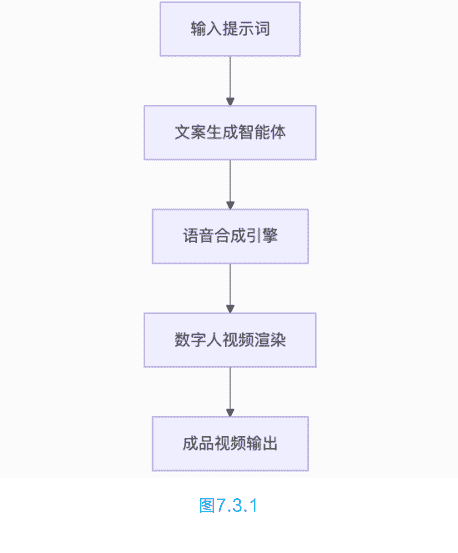 输入提示词
文案生成智能体
语音合成引擎
数字人视频渲染
成品视频输出
图7.3.1